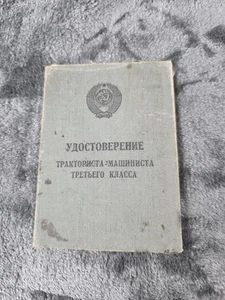 УДОСТОВЕРЕНИЕ
ТРАКТОРИСТА-МАШИНИСТА
ТРЕТЬЕГО КЛАССА